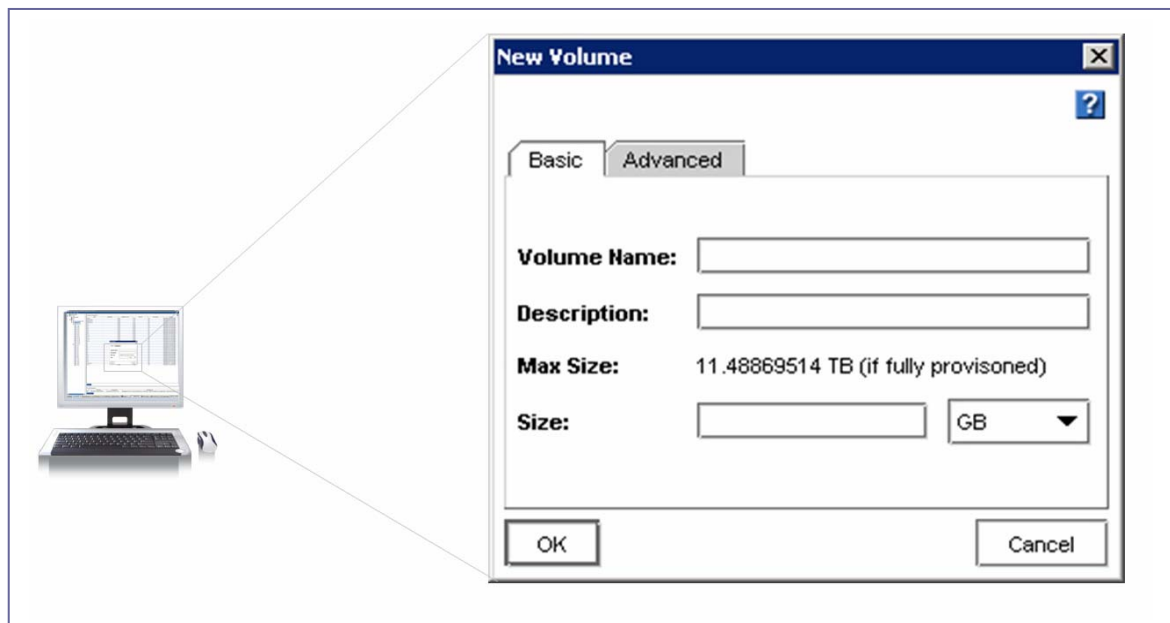 New Volume
?
Basic Advanced
Volume Name:
Description:
Max Size: 11.48869514 TB (if fully provisoned)
Size: GB
OK Cancel